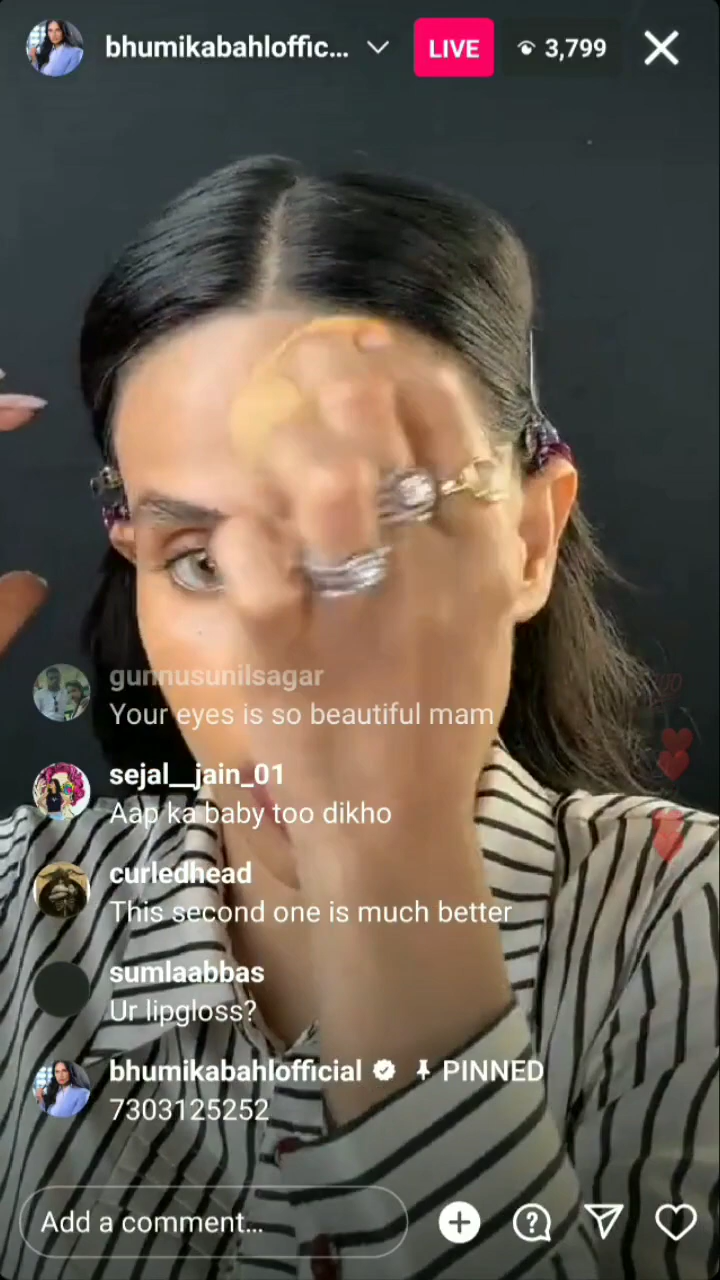 bhumikabahloffic...
LIVE
3,799
gunnusunilsagar
Your eyes is so beautiful mam
sejal__jain_01
Aap ka baby too dikho
curledhead
This second one is much better
sumlaabbas
Ur lipgloss?
bhumikabahlofficial PINNED
7303125252
Add a comment...